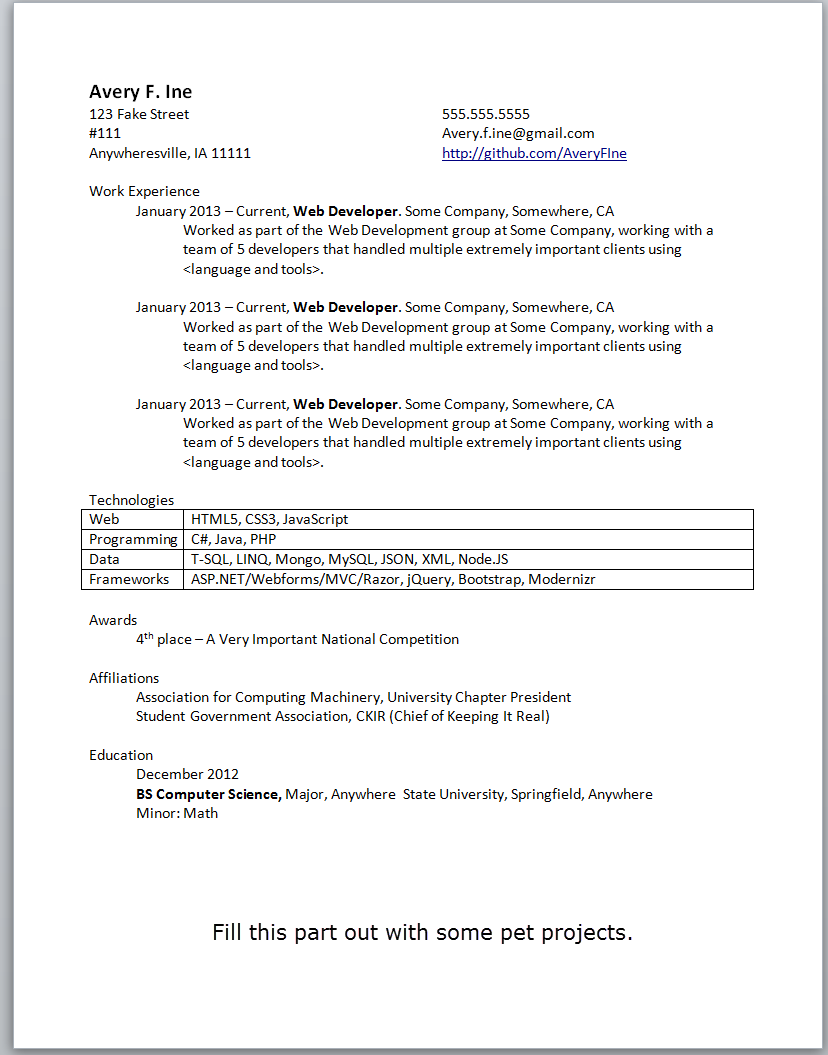 Avery F. Ine
123 Fake Street 555.555.5555
#111 Avery.f.ine@gmail.com
Anywheresville, IA 11111 http://github.com/AveryFIne
Work Experience
January 2013 – Current, Web Developer. Some Company, Somewhere, CA
Worked as part of the Web Development group at Some Company, working with a
team of 5 developers that handled multiple extremely important clients using
<language and tools>.
January 2013 – Current, Web Developer. Some Company, Somewhere, CA
Worked as part of the Web Development group at Some Company, working with a
team of 5 developers that handled multiple extremely important clients using
<language and tools>.
January 2013 – Current, Web Developer. Some Company, Somewhere, CA
Worked as part of the Web Development group at Some Company, working with a
team of 5 developers that handled multiple extremely important clients using
<language and tools>.
Technologies
Web HTML5, CSS3, JavaScript
Programming C#, Java, PHP
Data T-SQL, LINQ, Mongo, MySQL, JSON, XML, Node.JS
Frameworks ASP.NET/Webforms/MVC/Razor, jQuery, Bootstrap, Modernizr
Awards
4th place – A Very Important National Competition
Affiliations
Association for Computing Machinery, University Chapter President
Student Government Association, CKIR (Chief of Keeping It Real)
Education
December 2012
BS Computer Science, Major, Anywhere State University, Springfield, Anywhere
Minor: Math
Fill this part out with some pet projects.